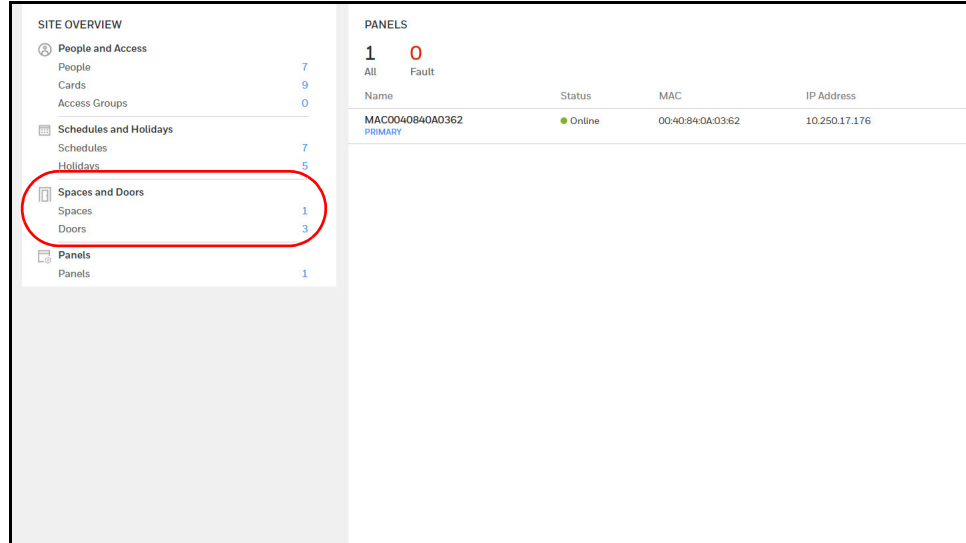 SITE OVERVIEW
People and Access
People 7
Cards 9
Access Groups 0
Schedules and Holidays
Schedules 7
Holidays 5
Spaces and Doors
Spaces 1
Doors 3
Panels
Panels 1
PANELS
1 0
All Fault
Name Status MAC IP Address
MAC0040840A0362 Online 00:40:84:0A:03:62 10.250.17.176
PRIMARY